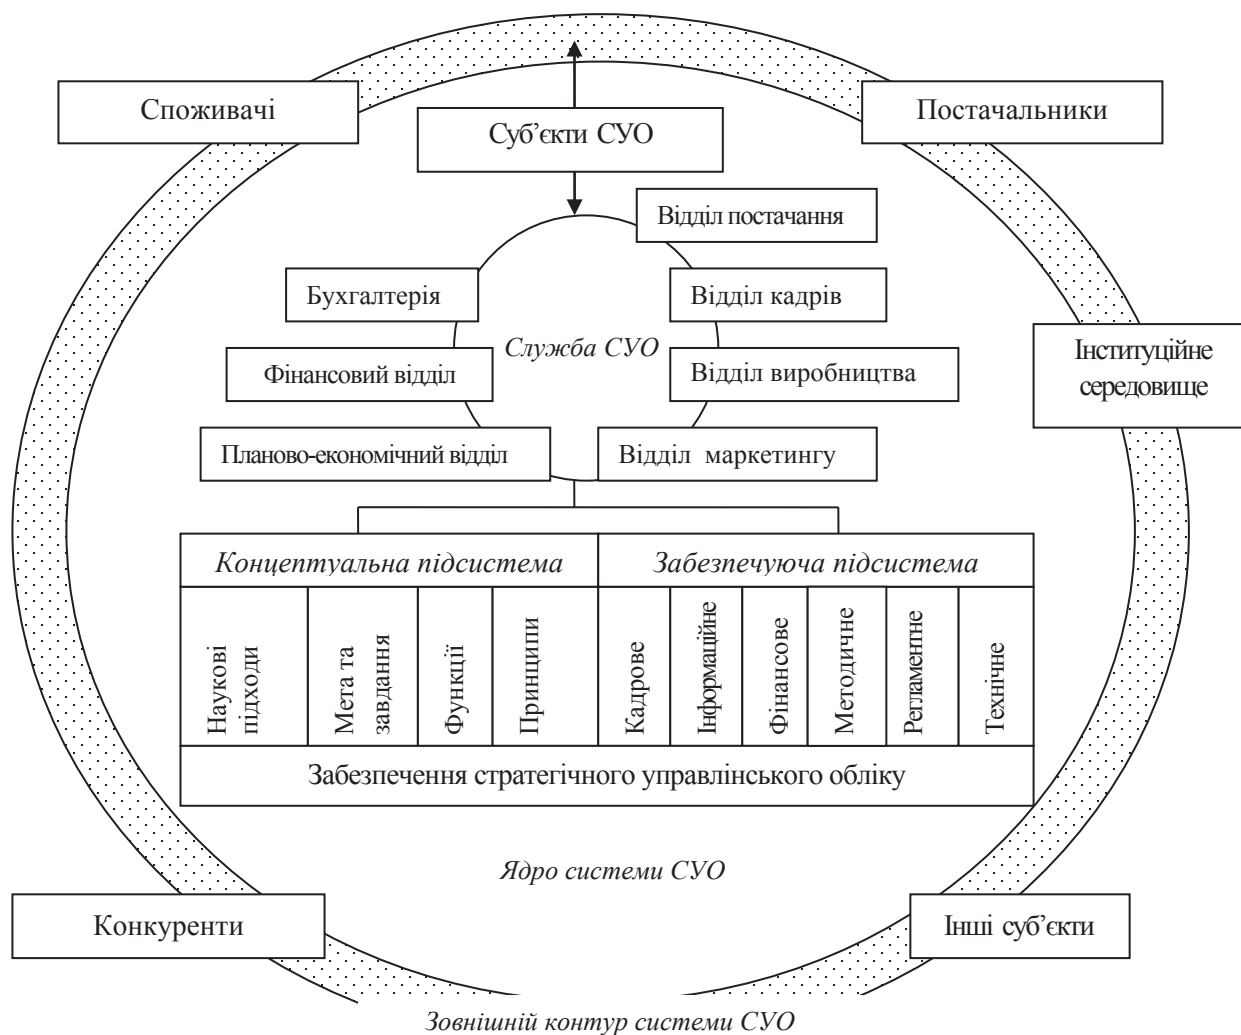 Споживачі
Постачальники
Суб’єкти СУО
Відділ постачання
Бухгалтерія
Відділ кадрів
Служба СУО
Інституційне
середовище
Фінансовий відділ
Відділ виробництва
Планово-економічний відділ
Відділ маркетингу
Концептуальна підсистема
Забезпечуюча підсистема
Наукові
підходи
Мета та
завдання
Функції
Принципи
Кадрове
Інформаційне
Фінансове
Методичне
Регламентне
Технічне
Забезпечення стратегічного управлінського обліку
Ядро системи СУО
Конкуренти
Інші суб’єкти
Зовнішній контур системи СУО